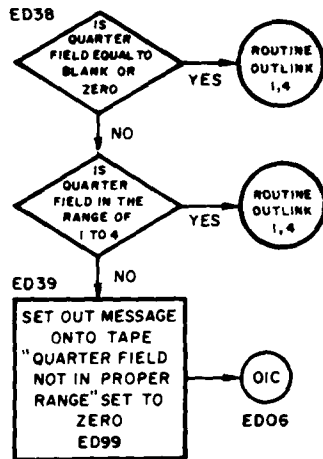 ED38
IS
QUARTER
FIELD EQUAL TO
BLANK OR
ZERO
YES
ROUTINE
OUTLINK
1,4
NO
IS
QUARTER
FIELD IN THE
RANGE OF
1 TO 4
YES
ROUTINE
OUTLINK
1,4
NO
ED39
SET OUT MESSAGE
ONTO TAPE
"QUARTER FIELD
NOT IN PROPER
RANGE" SET TO
ZERO
ED99
OIC
ED06